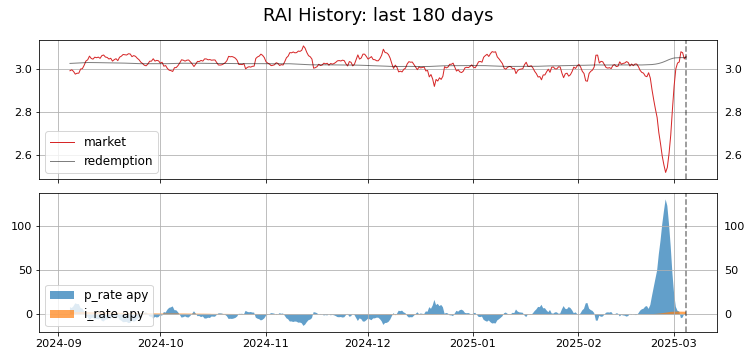 RAI History: last 180 days
3.0
2.8
2.6
3.0
2.8
2.6
market
redemption
100
50
0
100
50
0
p_rate apy
i_rate apy
2024-09 2024-10 2024-11 2024-12 2025-01 2025-02 2025-03